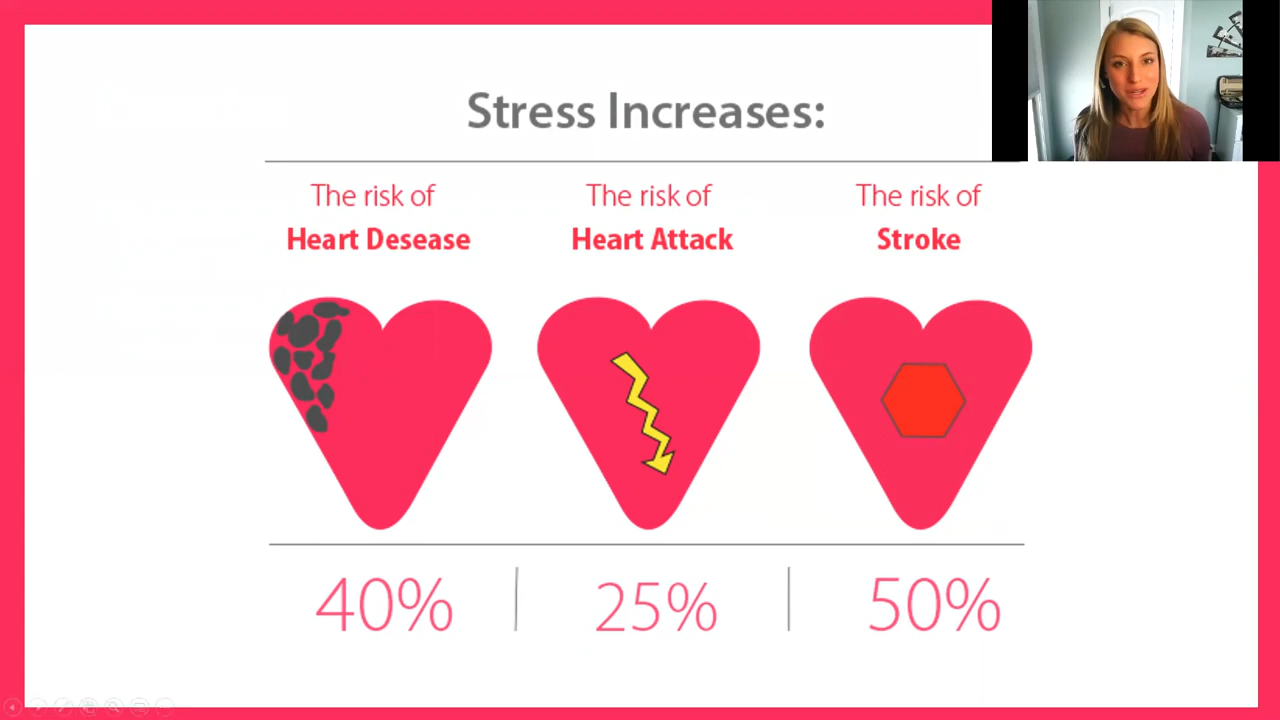 Stress Increases:
The risk of
Heart Desease
The risk of
Heart Attack
The risk of
Stroke
40%
25%
50%